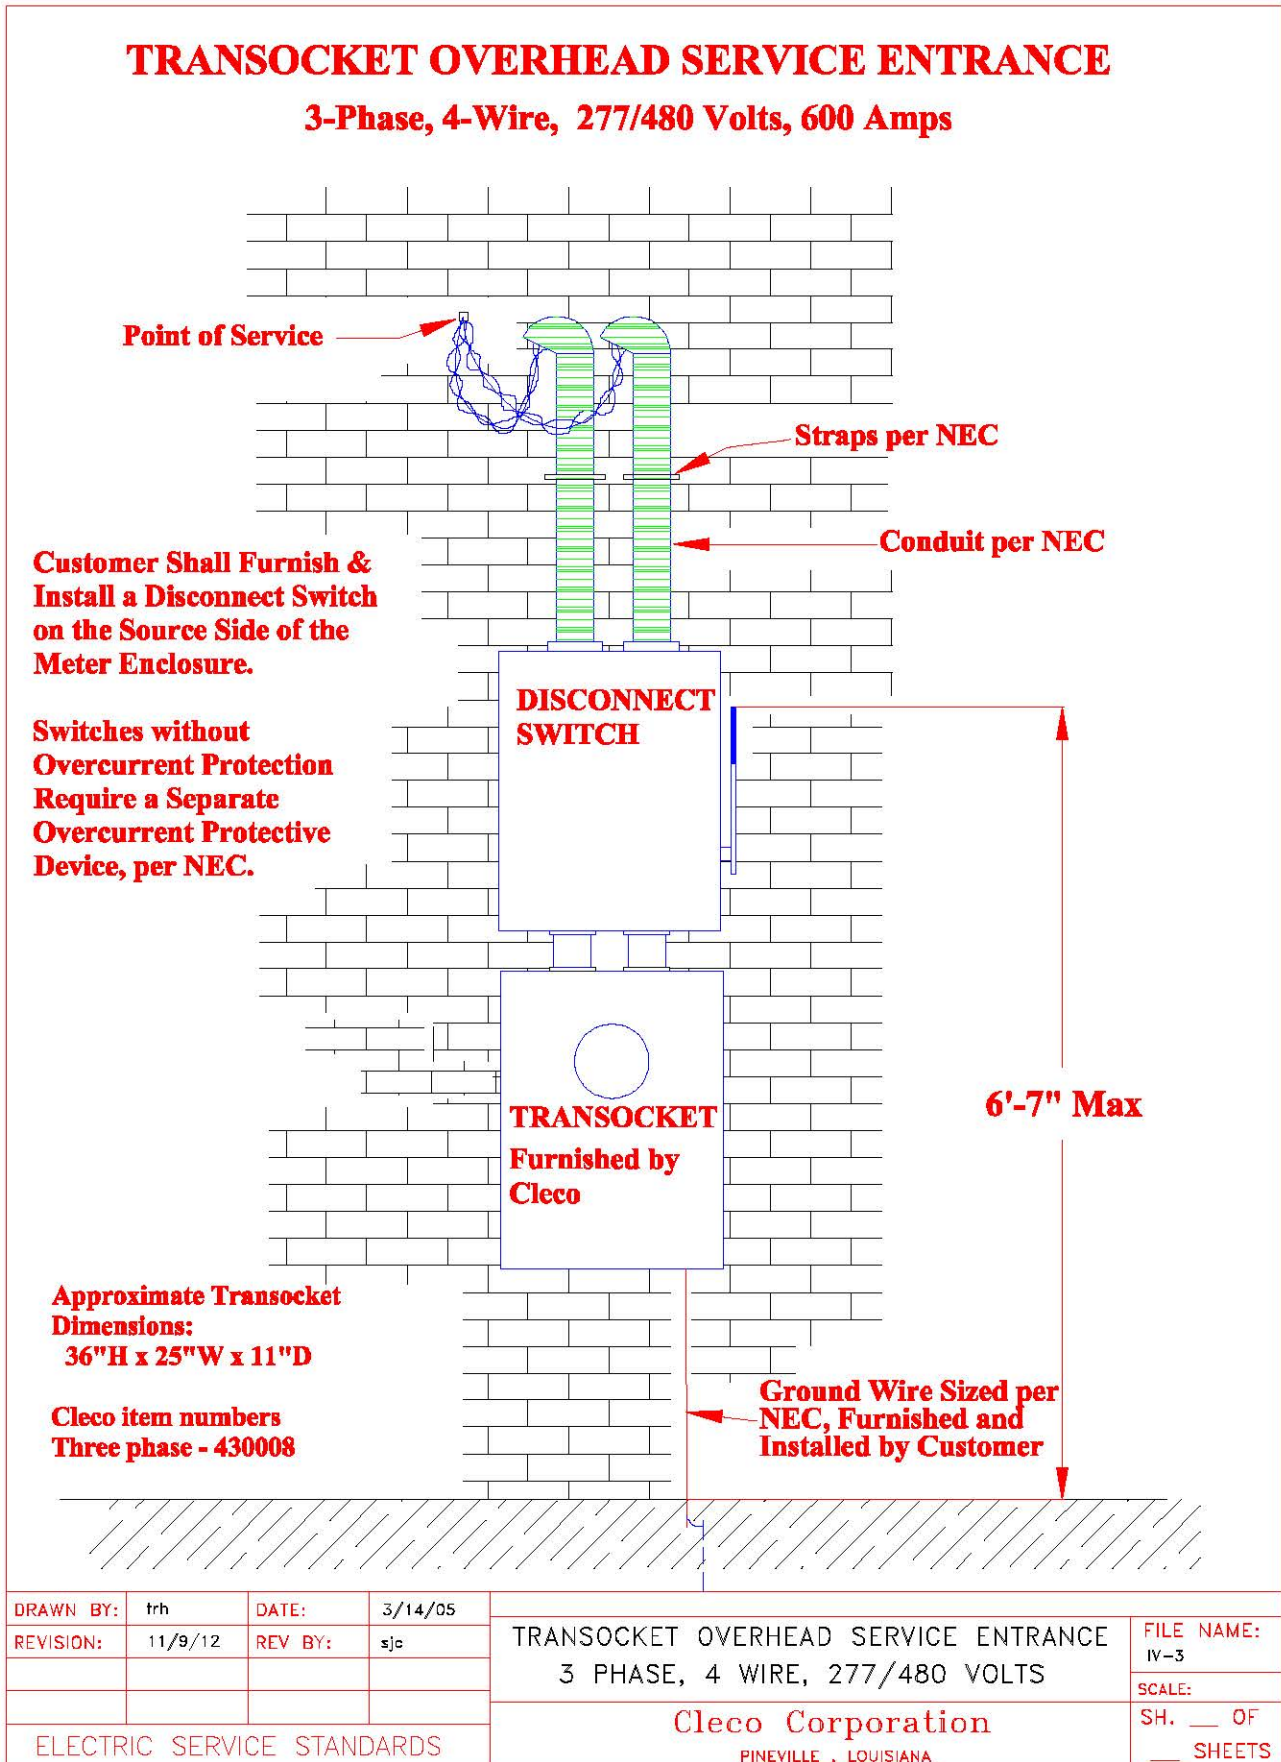 TRANSOCKET OVERHEAD SERVICE ENTRANCE
3-Phase, 4-Wire, 277/480 Volts, 600 Amps
Point of Service
Straps per NEC
Conduit per NEC
Customer Shall Furnish &
Install a Disconnect Switch
on the Source Side of the
Meter Enclosure.
Switches without
Overcurrent Protection
Require a Separate
Overcurrent Protective
Device, per NEC.
DISCONNECT
SWITCH
6'-7" Max
TRANSOCKET
Furnished by
Cleco
Approximate Transocket
Dimensions:
36"H x 25"W x 11"D
Cleco item numbers
Three phase - 430008
Ground Wire Sized per
NEC, Furnished and
Installed by Customer
DRAWN BY: trh DATE: 3/14/05
REVISION: 11/9/12 REV BY: sjc
ELECTRIC SERVICE STANDARDS
TRANSOCKET OVERHEAD SERVICE ENTRANCE
3 PHASE, 4 WIRE, 277/480 VOLTS
Cleco Corporation
PINEVILLE , LOUISIANA
FILE NAME:
IV-3
SCALE:
SH. __ OF
__ SHEETS